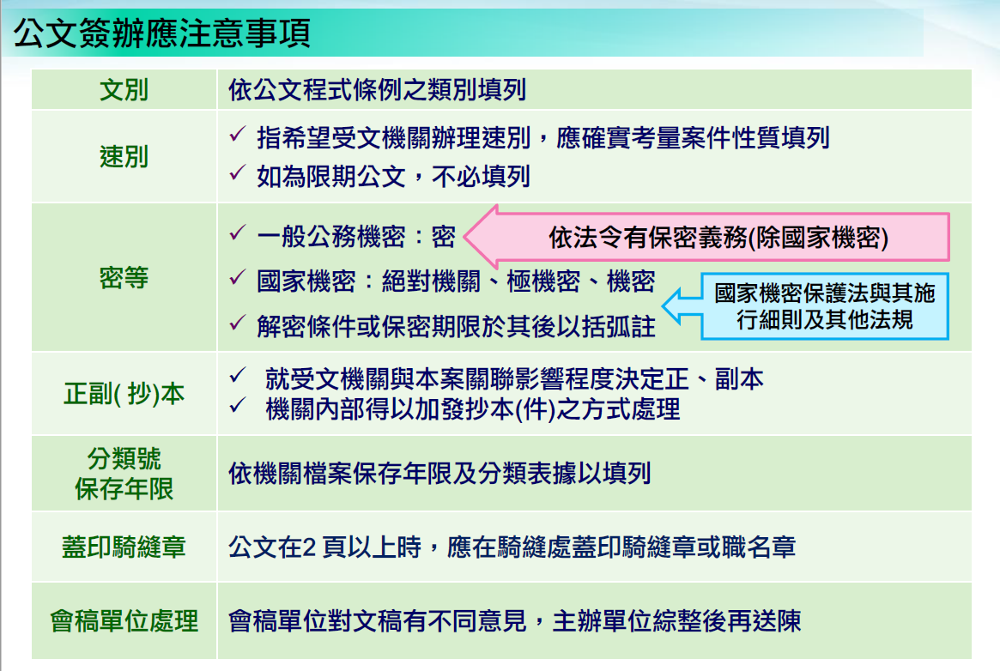 公文簽辦應注意事項
文別
依公文程式條例之類別填列
速別
✓ 指希望受文機關辦理速別，應確實考量案件性質填列
✓ 如為限期公文，不必填列
密等
✓ 一般公務機密：密
依法令有保密義務(除國家機密)
✓ 國家機密：絕對機關、極機密、機密
國家機密保護法與其施
行細則及其他法規
✓ 解密條件或保密期限於其後以括弧註
正副( 抄)本
✓ 就受文機關與本案關聯影響程度決定正、副本
✓ 機關內部得以加發抄本(件)之方式處理
分類號
保存年限
依機關檔案保存年限及分類表據以填列
蓋印騎縫章
公文在2 頁以上時，應在騎縫處蓋印騎縫章或職名章
會稿單位處理
會稿單位對文稿有不同意見，主辦單位綜整後再送陳